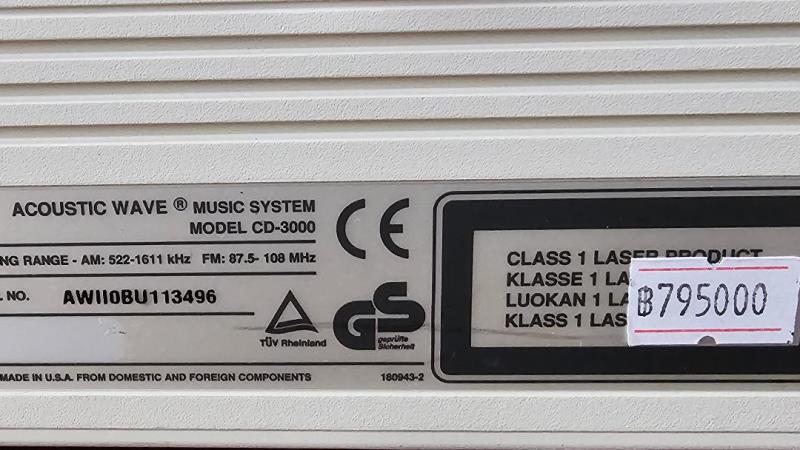 ACOUSTIC WAVE ® MUSIC SYSTEM
MODEL CD-3000
NG RANGE - AM: 522-1611 kHz FM: 87.5- 108 MHz
. NO. AWII0BU113496
MADE IN U.S.A. FROM DOMESTIC AND FOREIGN COMPONENTS 180943-2
CE
TÜV Rheinland
GS
geprüfte
Sicherheit
CLASS 1 LASER PRODUCT
KLASSE 1 LA
LUOKAN 1 LA
KLASS 1 LAS
฿795000